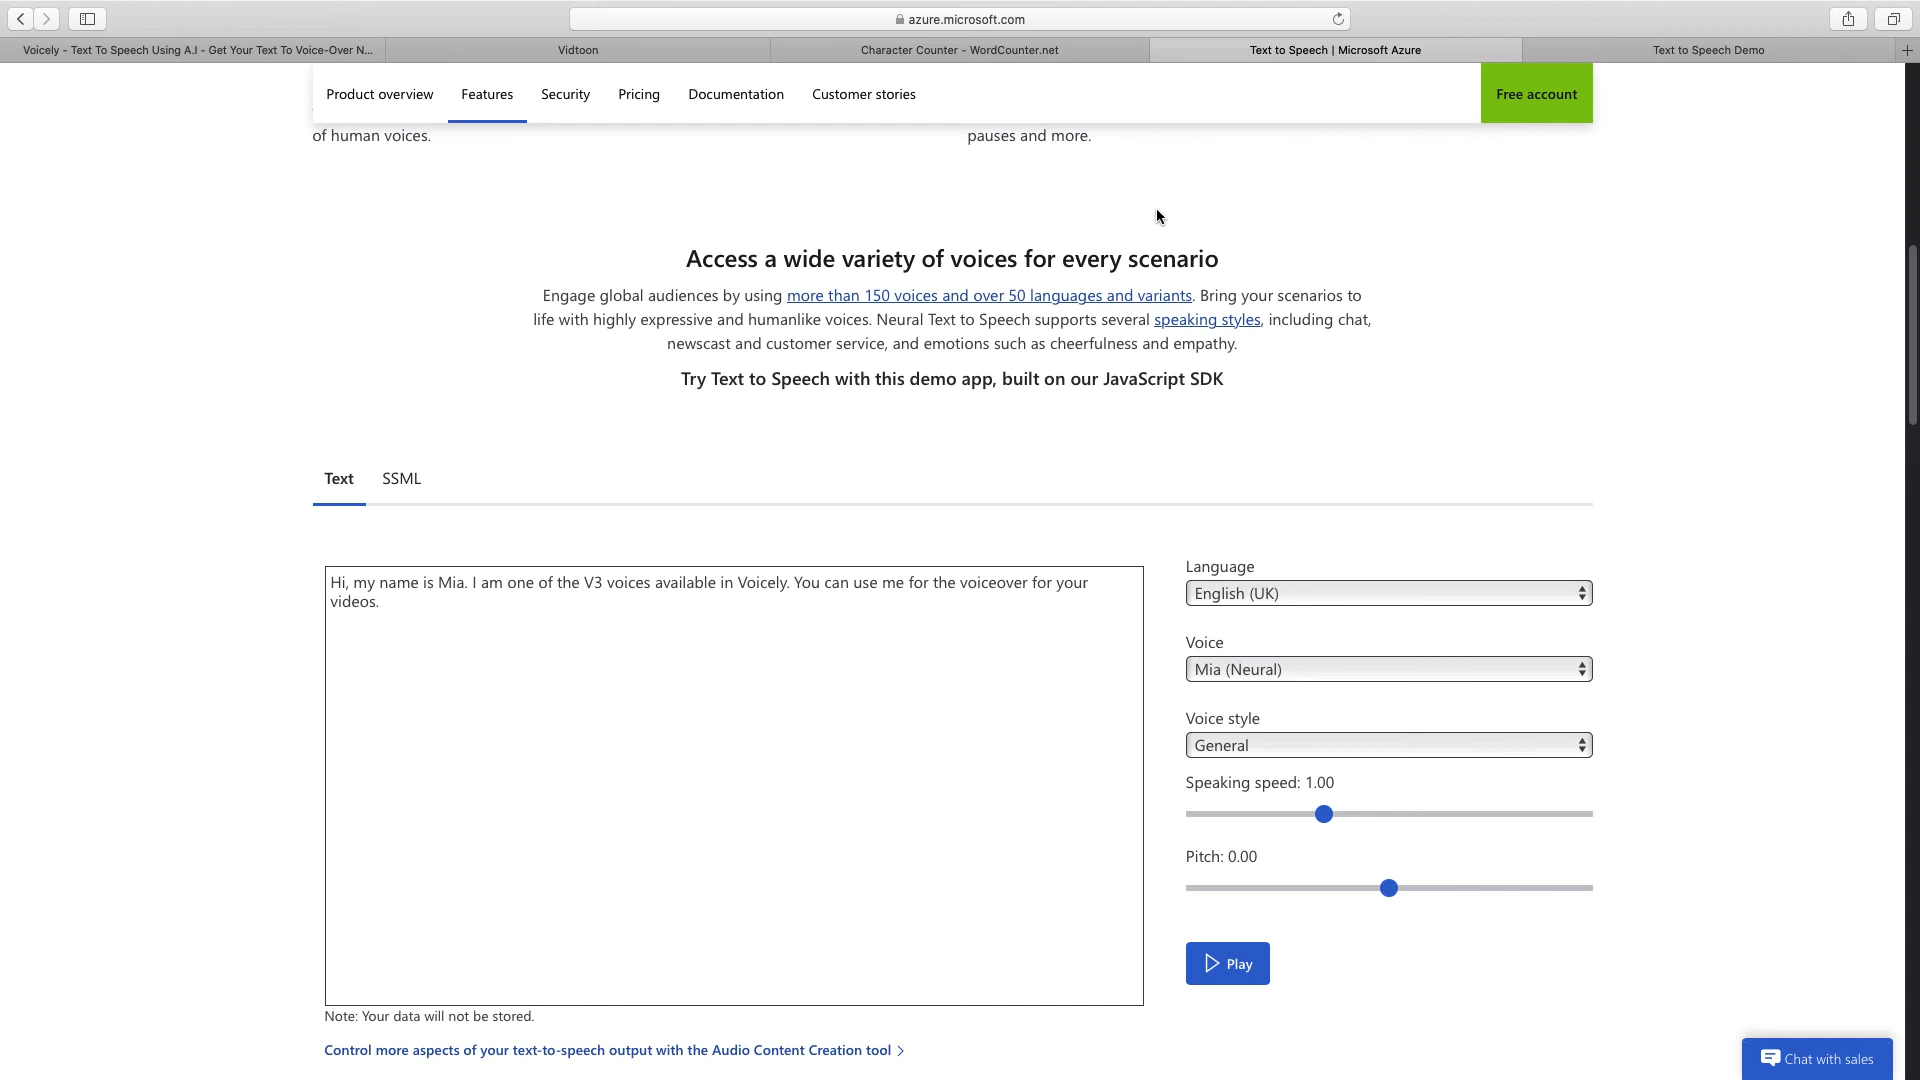 azure.microsoft.com
Voicely - Text To Speech Using A.I - Get Your Text To Voice-Over N...
Vidtoon
Character Counter - WordCounter.net
Text to Speech | Microsoft Azure
Text to Speech Demo
Product overview
Features
Security
Pricing
Documentation
Customer stories
Free account
of human voices.
pauses and more.
Access a wide variety of voices for every scenario
Engage global audiences by using more than 150 voices and over 50 languages and variants. Bring your scenarios to
life with highly expressive and humanlike voices. Neural Text to Speech supports several speaking styles, including chat,
newscast and customer service, and emotions such as cheerfulness and empathy.
Try Text to Speech with this demo app, built on our JavaScript SDK
Text
SSML
Hi, my name is Mia. I am one of the V3 voices available in Voicely. You can use me for the voiceover for your
videos.
Language
English (UK)
Voice
Mia (Neural)
Voice style
General
Speaking speed: 1.00
Pitch: 0.00
Play
Note: Your data will not be stored.
Control more aspects of your text-to-speech output with the Audio Content Creation tool
Chat with sales